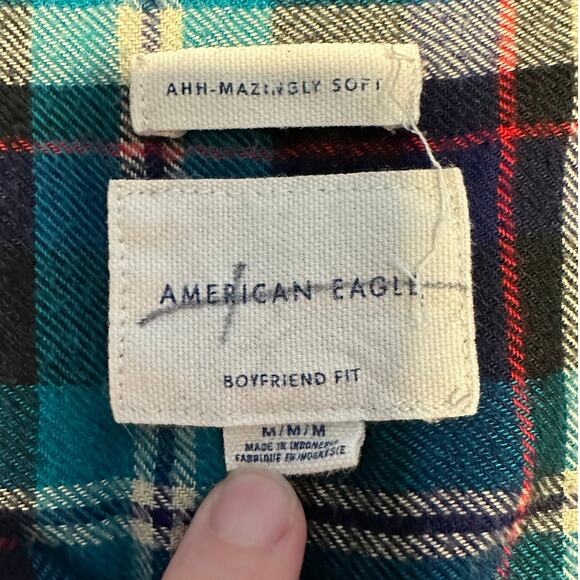 AHH-MAZINGLY SOFT
AMERICAN EAGLE
BOYFRIEND FIT
M/M/M
MADE IN INDONESIA
FABRIQUÉ EN INDONÉSIE